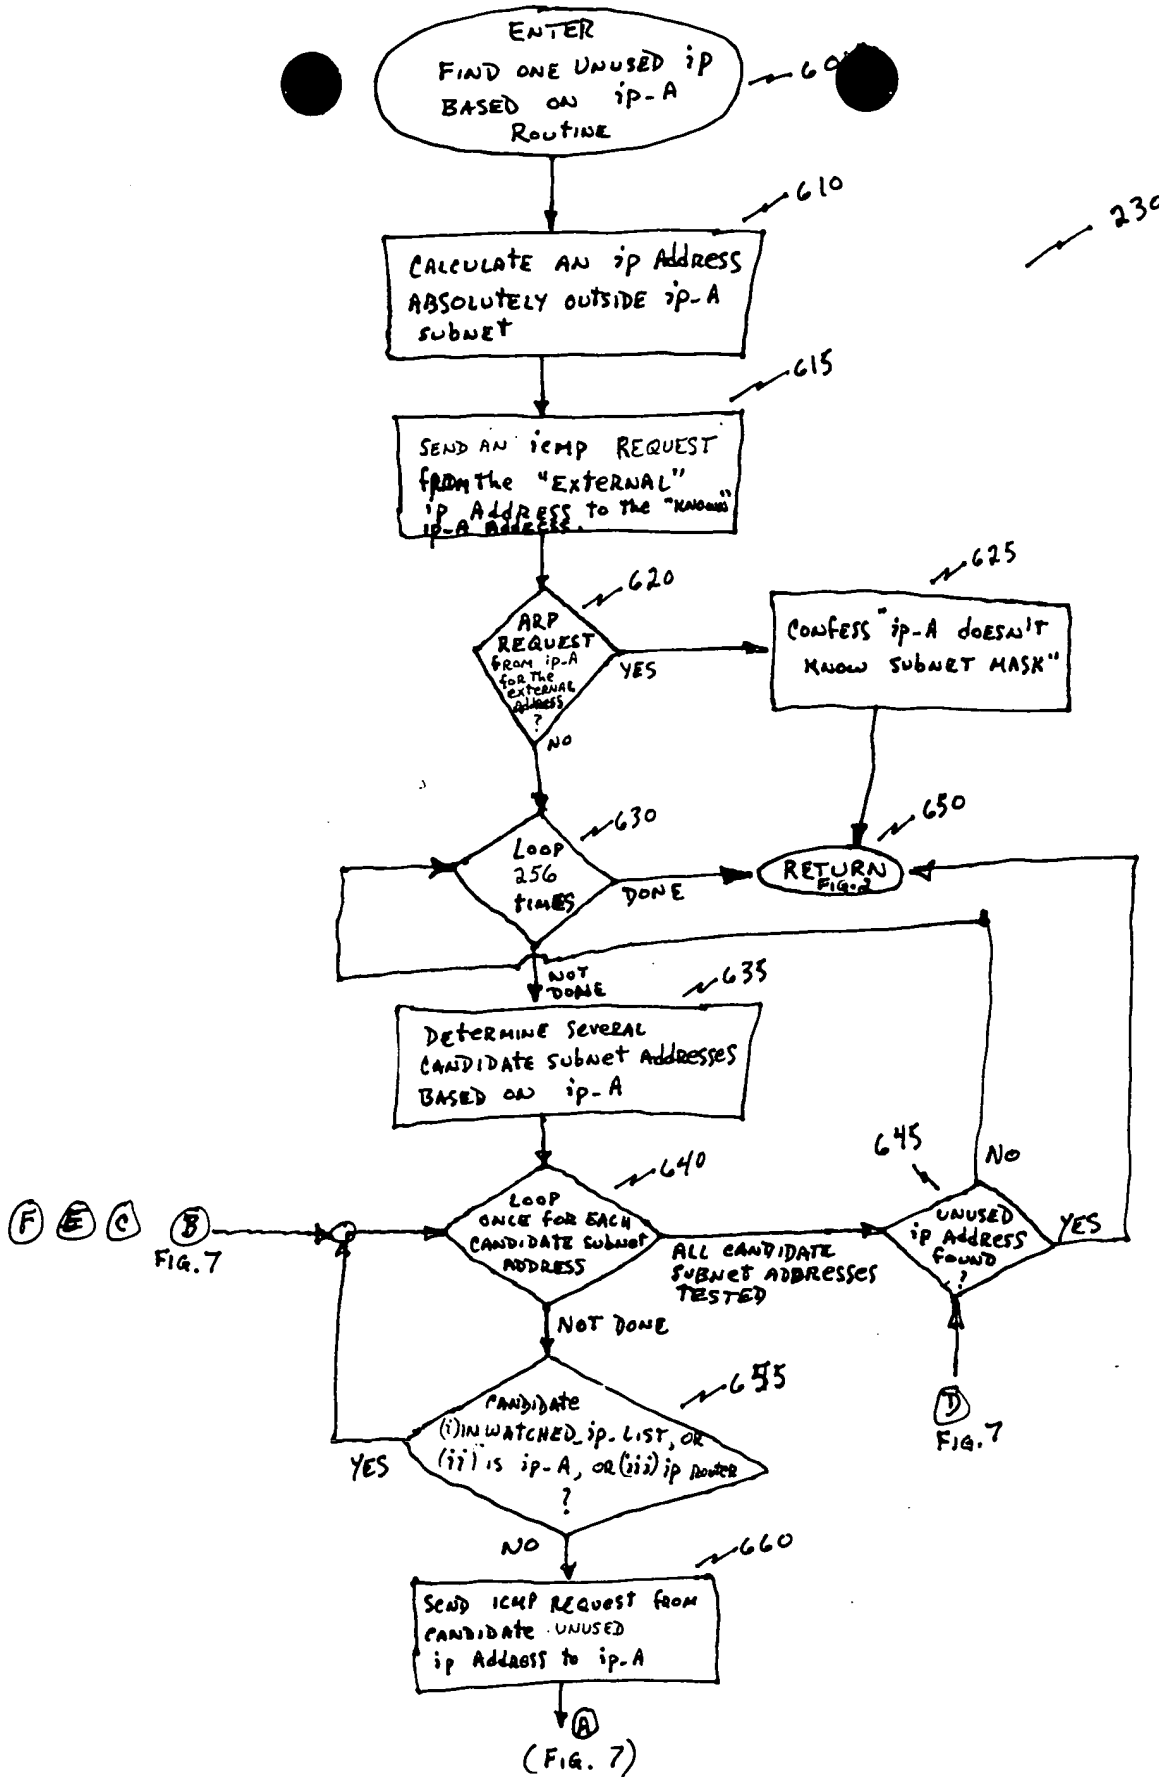 ENTER
FIND ONE UNUSED ip
BASED ON ip-A
ROUTINE
60
610
230
CALCULATE AN ip Address
ABSOLUTELY OUTSIDE ip-A
SUBNET
615
SEND AN icmp REQUEST
FROM the "EXTERNAL"
ip Address to the "KNOWN"
ip-A ADDRESS.
620
625
ARP
REQUEST
FROM ip-A
for THE
EXTERNAL
Address
?
YES
NO
CONFESS "ip-A DOESN'T
KNOW SUBNET MASK"
630
650
LOOP
256
TIMES
DONE
RETURN
FIG. 2
NOT
DONE
635
DETERMINE SEVERAL
CANDIDATE SUBNET Addresses
BASED ON ip-A
640
645
NO
F E C B
FIG. 7
LOOP
ONCE FOR EACH
CANDIDATE SUBNET
ADDRESS
ALL CANDIDATE
SUBNET ADDRESSES
TESTED
UNUSED
ip Address
FOUND
?
YES
NOT DONE
655
D
FIG. 7
CANDIDATE
(i) IN WATCHED_ip_LIST, OR
(ii) IS ip-A, OR (iii) ip ROUTER
?
YES
NO
660
SEND ICMP REQUEST FROM
CANDIDATE UNUSED
ip Address to ip-A
A
(FIG. 7)